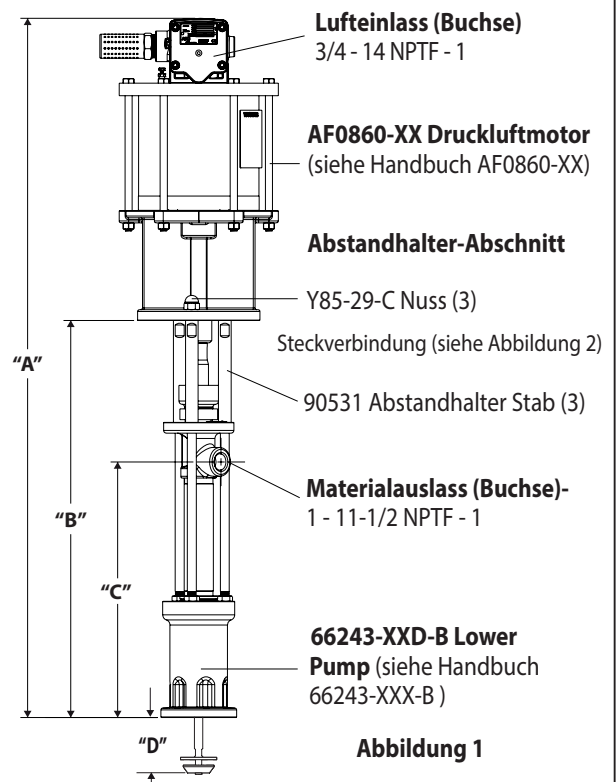 Lufteinlass (Buchse)
3/4 - 14 NPTF - 1
AF0860-XX Druckluftmotor
(siehe Handbuch AF0860-XX)
Abstandhalter-Abschnitt
Y85-29-C Nuss (3)
Steckverbindung (siehe Abbildung 2)
“A”
90531 Abstandhalter Stab (3)
Materialauslass (Buchse)-
1 - 11-1/2 NPTF - 1
“B”
“C”
66243-XXD-B Lower
Pump (siehe Handbuch
66243-XXX-B )
“D”
Abbildung 1